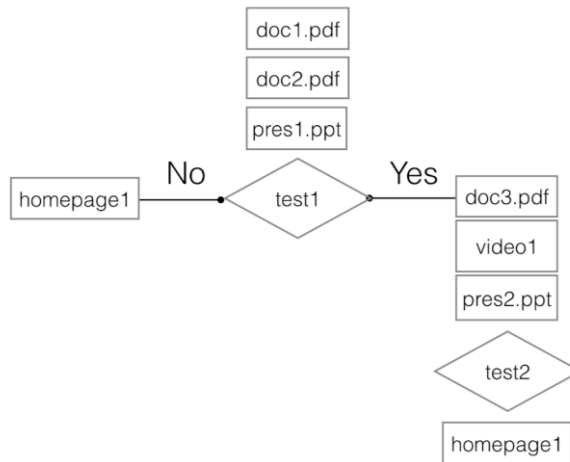 doc1.pdf
doc2.pdf
pres1.ppt
No
Yes
homepage1
test1
doc3.pdf
video1
pres2.ppt
test2
homepage1